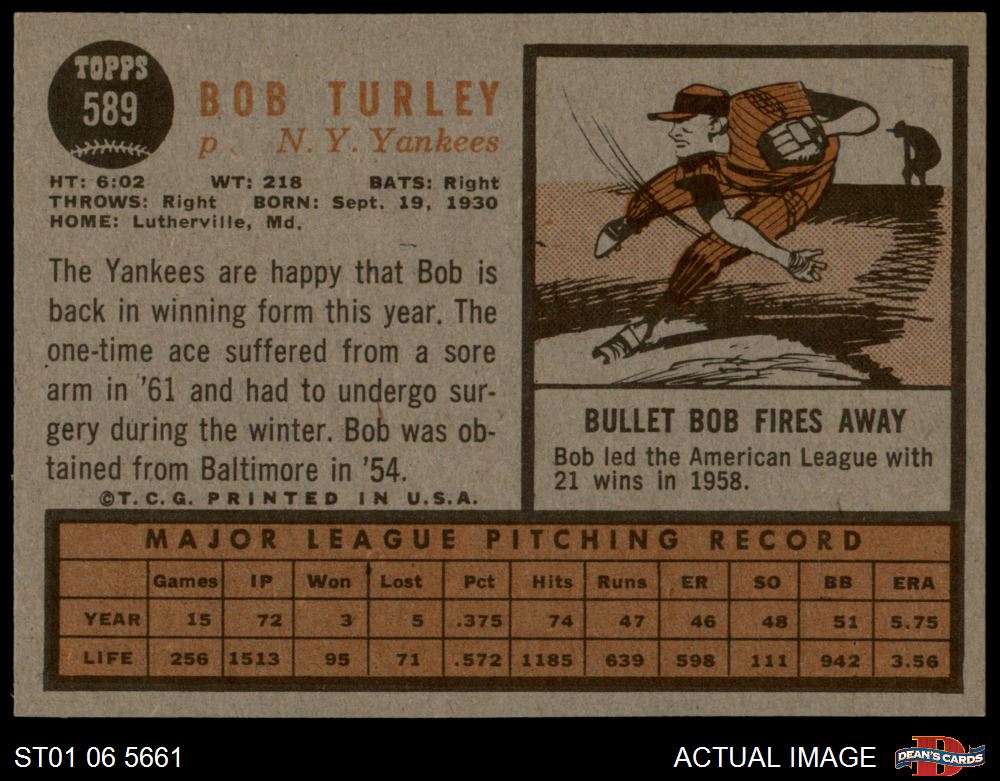 TOPPS
589
BOB TURLEY
p N. Y. Yankees
HT: 6:02 WT: 218 BATS: Right
THROWS: Right BORN: Sept. 19, 1930
HOME: Lutherville, Md.
The Yankees are happy that Bob is
back in winning form this year. The
one-time ace suffered from a sore
arm in '61 and had to undergo sur-
gery during the winter. Bob was ob-
tained from Baltimore in '54.
©T.C.G. PRINTED IN U.S.A.
BULLET BOB FIRES AWAY
Bob led the American League with
21 wins in 1958.
MAJOR LEAGUE PITCHING RECORD
Games IP Won Lost Pct Hits Runs ER SO BB ERA
YEAR 15 72 3 5 .375 74 47 46 48 51 5.75
LIFE 256 1513 95 71 .572 1185 639 598 111 942 3.56
ST01 06 5661
ACTUAL IMAGE
D
DEAN'S CARDS